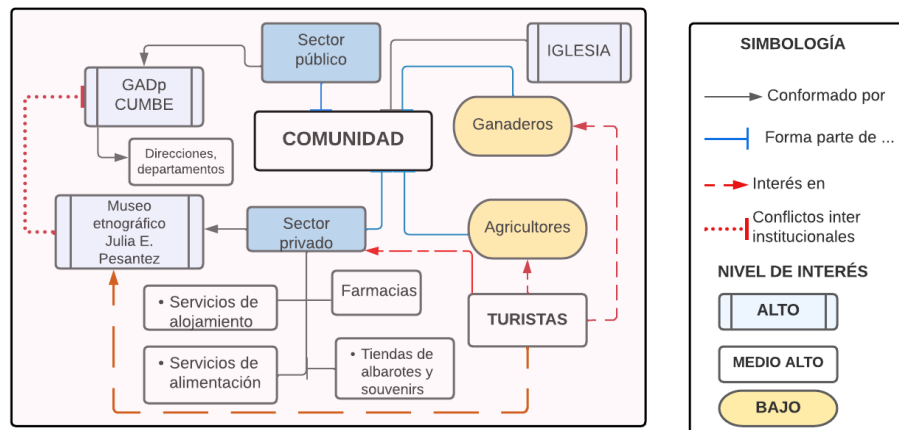 Sector
público
IGLESIA
GADp
CUMBE
COMUNIDAD
Ganaderos
Direcciones,
departamentos
Museo
etnográfico
Julia E.
Pesantez
Sector
privado
Agricultores
• Servicios de
alojamiento
Farmacias
TURISTAS
• Servicios de
alimentación
• Tiendas de
albarotes y
souvenirs
SIMBOLOGÍA
Conformado por
Forma parte de ...
Interés en
Conflictos inter
institucionales
NIVEL DE INTERÉS
ALTO
MEDIO ALTO
BAJO